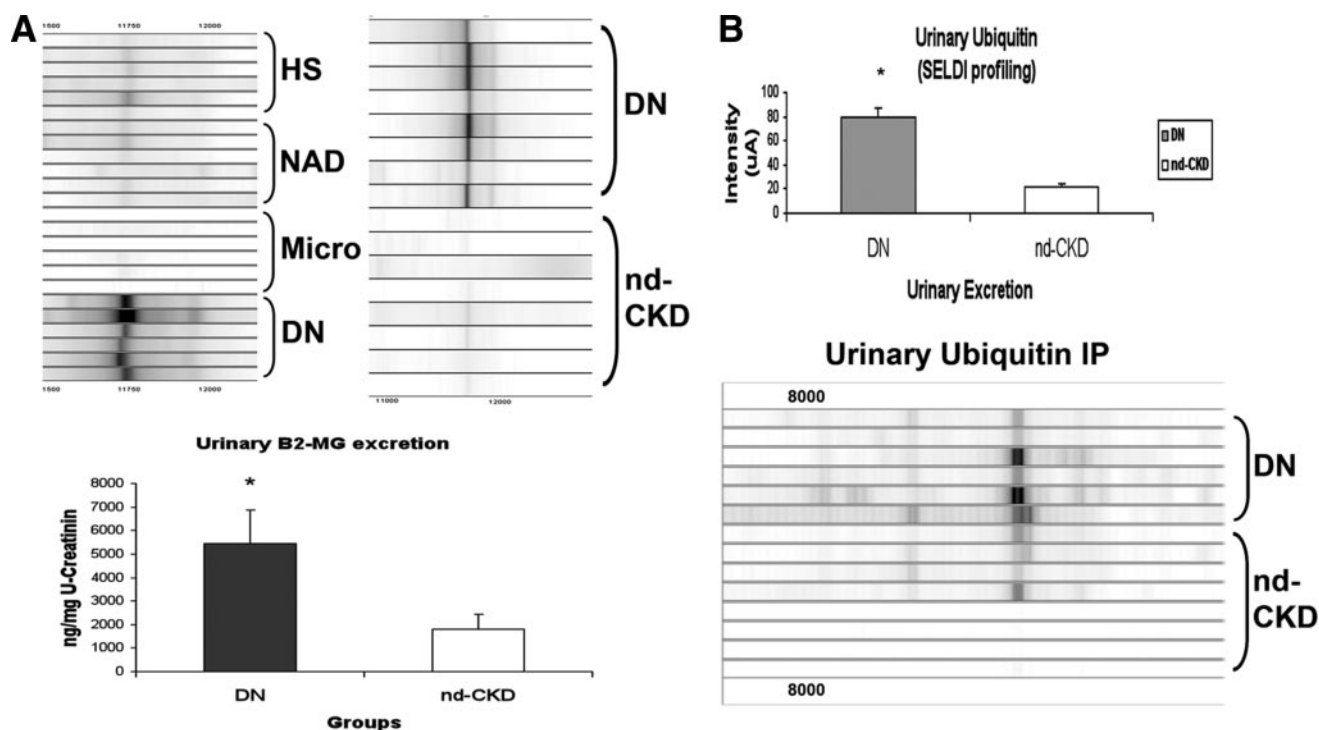 A
1500 11750 12000
HS
NAD
Micro
DN
1500 11750 12000
DN
nd-
CKD
11000 12000
Urinary B2-MG excretion
*
ng/mg U-Creatinin
8000
7000
6000
5000
4000
3000
2000
1000
0
DN nd-CKD
Groups
B
Urinary Ubiquitin
(SELDI profiling)
*
Intensity
(uA)
100
80
60
40
20
0
DN
nd-CKD
DN nd-CKD
Urinary Excretion
Urinary Ubiquitin IP
8000
DN
nd-
CKD
8000